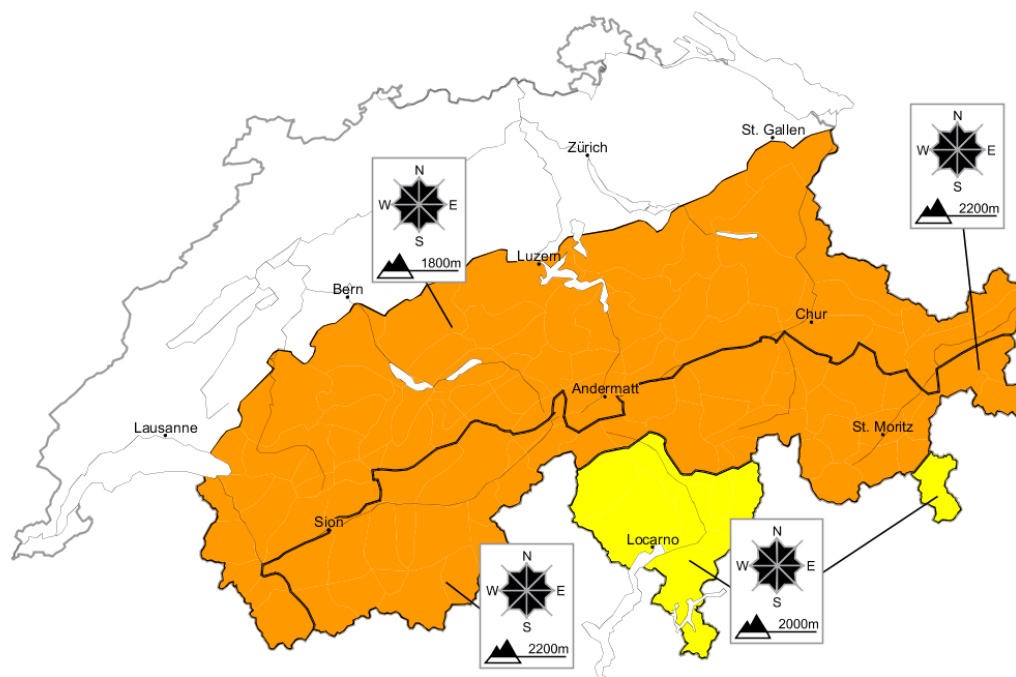 St. Gallen
Zürich
N
W E
S
2200m
N
W E
S
1800m
Luzern
Bern
Chur
Andermatt
Lausanne
St. Moritz
Sion
Locarno
N
W E
S
2000m
N
W E
S
2200m